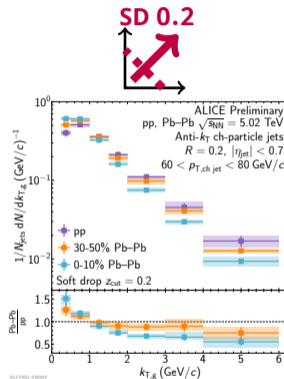 SD 0.2
ALICE Preliminary
pp, Pb–Pb √sNN = 5.02 TeV
Anti-kT ch-particle jets
R = 0.2, |ηjet| < 0.7
60 < pT,ch jet < 80 GeV/c
1/Njets dN/dkT,g (GeV/c)⁻¹
10⁰
10⁻¹
10⁻²
pp
30-50% Pb–Pb
0-10% Pb–Pb
Soft drop zcut = 0.2
Pb–Pb
pp
1.5
1.0
0.5
0 1 2 3 4 5 6
kT,g (GeV/c)